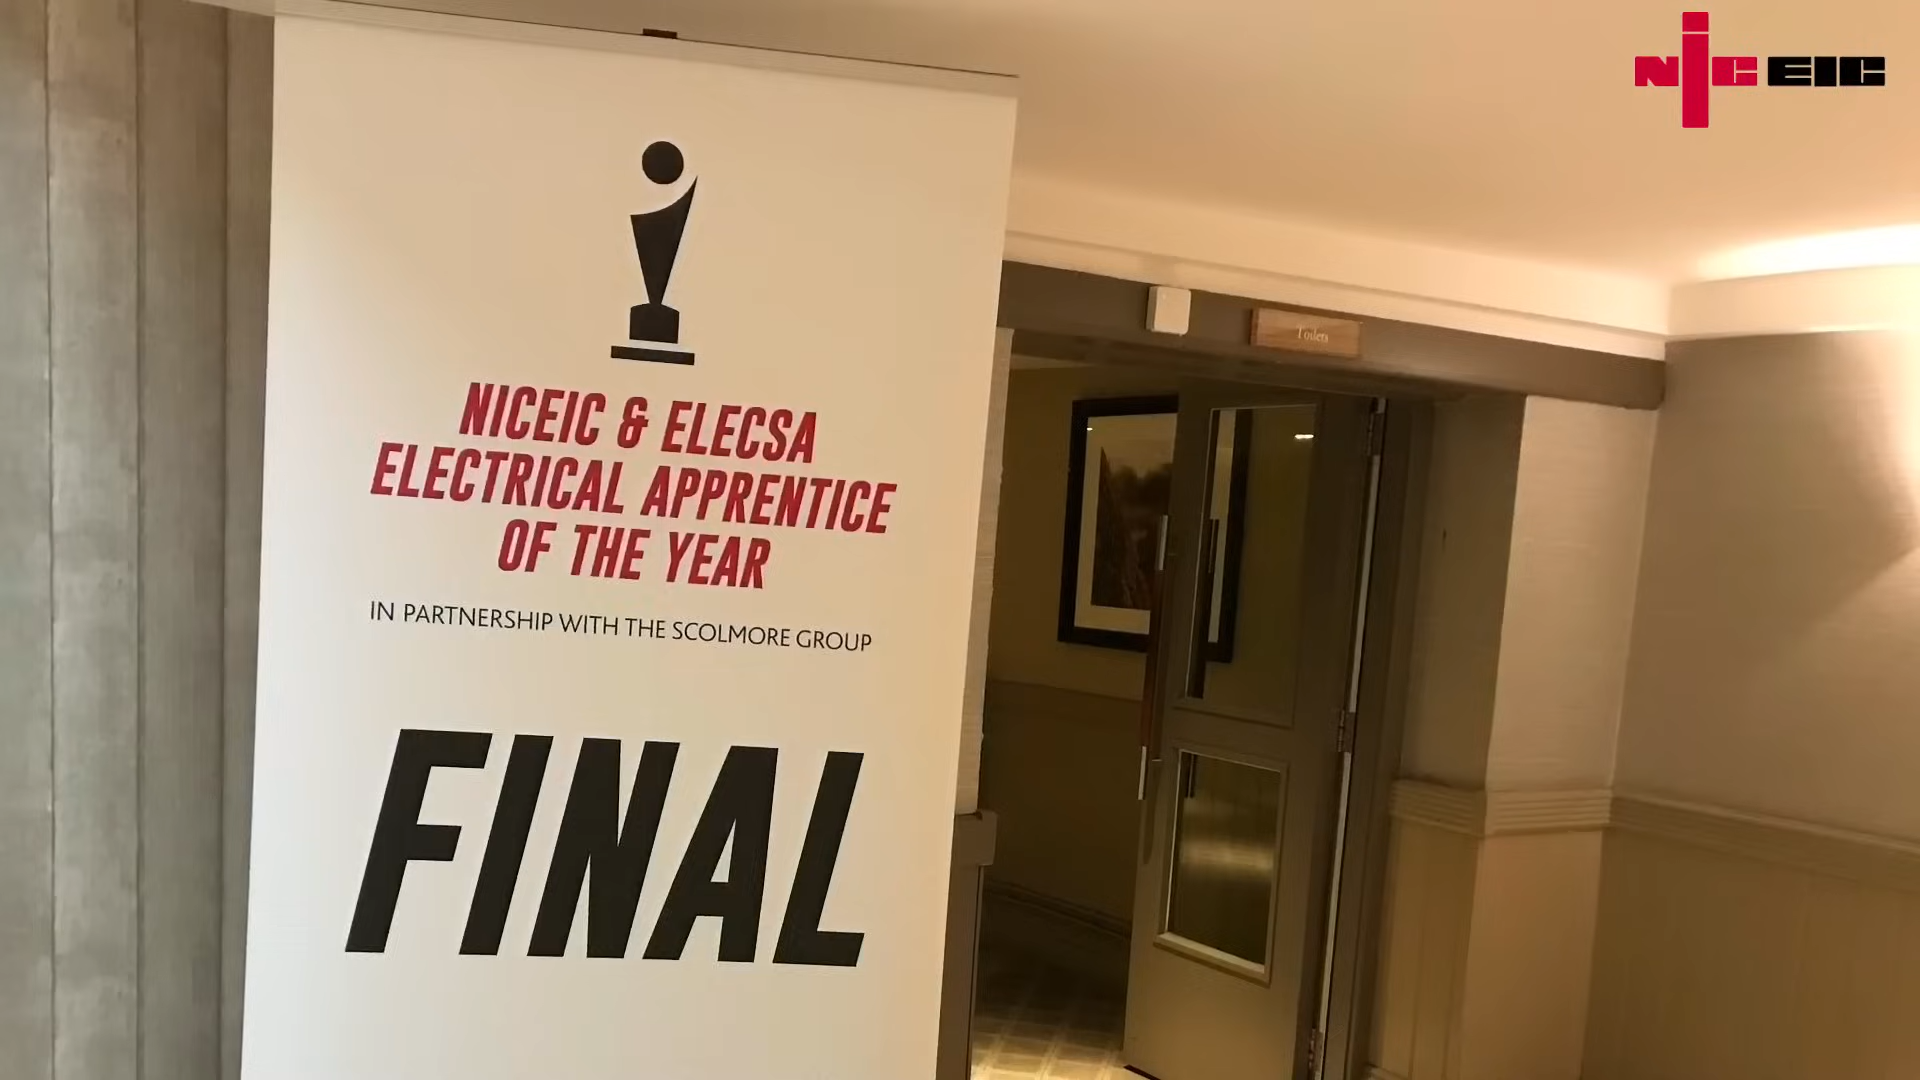 NICEIC
NICEIC & ELECSA
ELECTRICAL APPRENTICE
OF THE YEAR
IN PARTNERSHIP WITH THE SCOLMORE GROUP
FINAL
Toilets